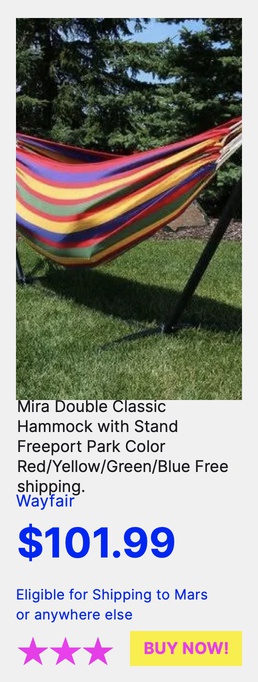 Mira Double Classic
Hammock with Stand
Freeport Park Color
Red/Yellow/Green/Blue Free
shipping.
Wayfair
$101.99
Eligible for Shipping to Mars
or anywhere else
BUY NOW!